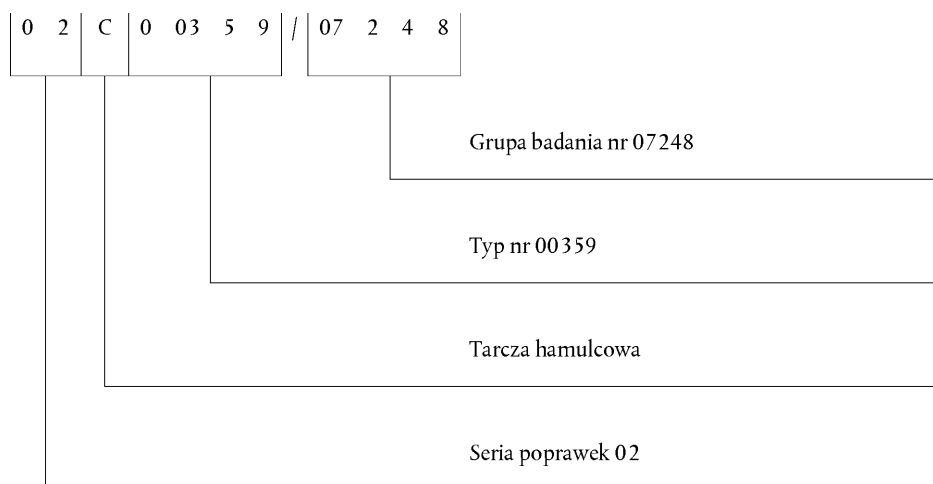 0 2 C 0 03 5 9 / 07 2 4 8
Grupa badania nr 07248
Typ nr 00359
Tarcza hamulcowa
Seria poprawek 02